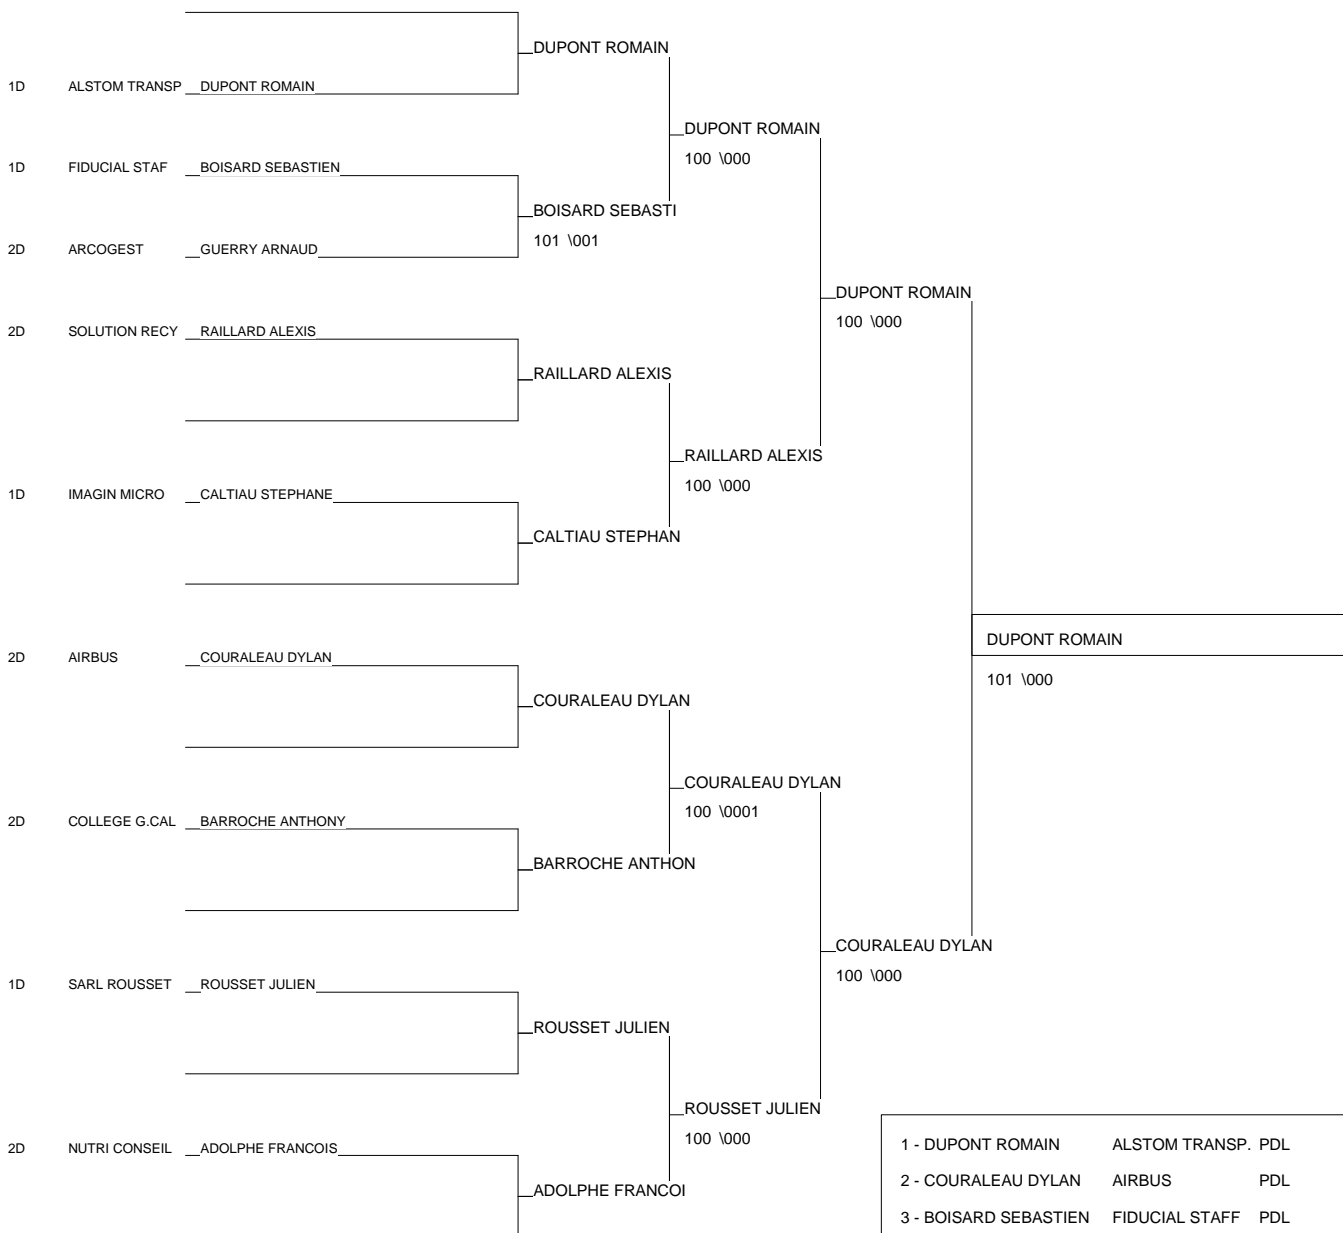 DUPONT ROMAIN
1D ALSTOM TRANSP DUPONT ROMAIN
DUPONT ROMAIN
100 \000
1D FIDUCIAL STAF BOISARD SEBASTIEN
BOISARD SEBASTI
101 \001
2D ARCOGEST GUERRY ARNAUD
DUPONT ROMAIN
100 \000
2D SOLUTION RECY RAILLARD ALEXIS
RAILLARD ALEXIS
RAILLARD ALEXIS
100 \000
1D IMAGIN MICRO CALTIAU STEPHANE
CALTIAU STEPHAN
DUPONT ROMAIN
101 \000
2D AIRBUS COURALEAU DYLAN
COURALEAU DYLAN
COURALEAU DYLAN
100 \0001
2D COLLEGE G.CAL BARROCHE ANTHONY
BARROCHE ANTHON
COURALEAU DYLAN
100 \000
1D SARL ROUSSET ROUSSET JULIEN
ROUSSET JULIEN
ROUSSET JULIEN
100 \000
2D NUTRI CONSEIL ADOLPHE FRANCOIS
ADOLPHE FRANCOI
1 - DUPONT ROMAIN ALSTOM TRANSP. PDL
2 - COURALEAU DYLAN AIRBUS PDL
3 - BOISARD SEBASTIEN FIDUCIAL STAFF PDL